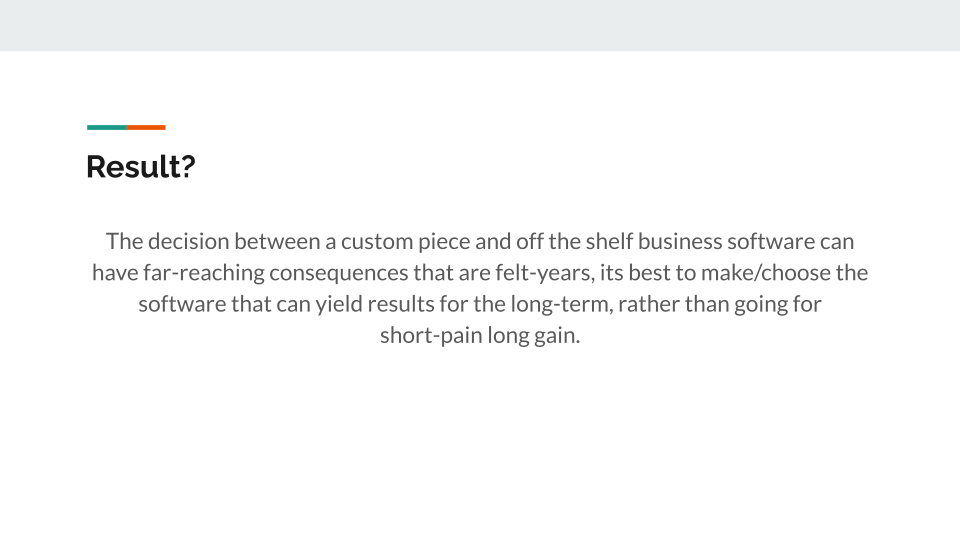 Result?
The decision between a custom piece and off the shelf business software can
have far-reaching consequences that are felt-years, its best to make/choose the
software that can yield results for the long-term, rather than going for
short-pain long gain.